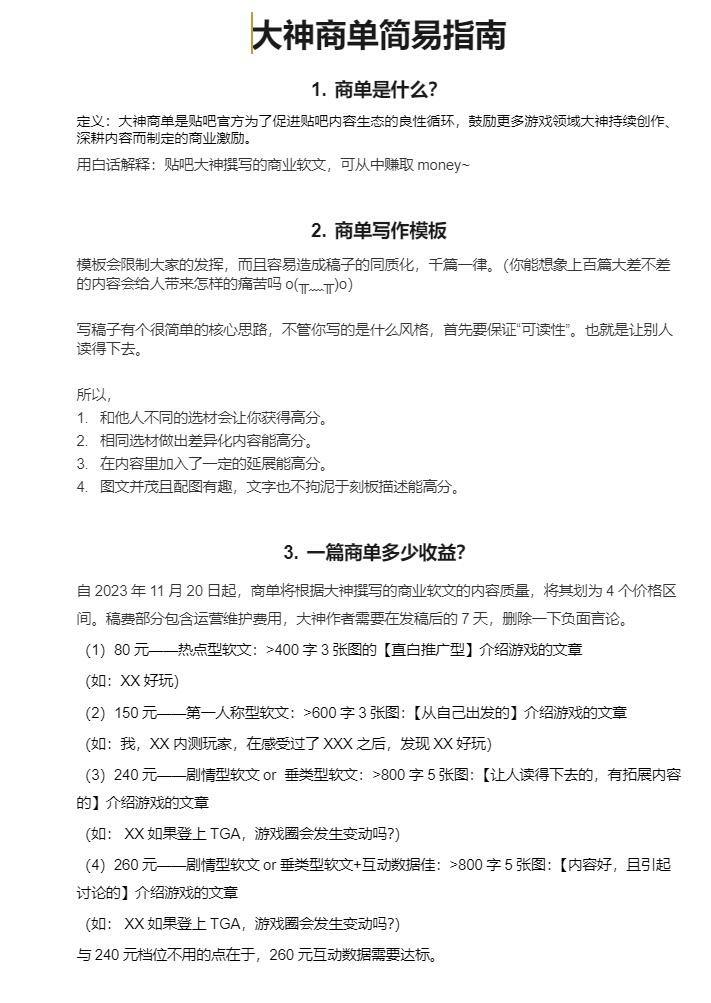 大神商单简易指南
1. 商单是什么？
定义：大神商单是贴吧官方为了促进贴吧内容生态的良性循环，鼓励更多游戏领域大神持续创作、
深耕内容而制定的商业激励。
用白话解释：贴吧大神撰写的商业软文，可从中赚取 money~
2. 商单写作模板
模板会限制大家的发挥，而且容易造成稿子的同质化，千篇一律。(你能想象上百篇大差不差
的内容会给人带来怎样的痛苦吗 o(╥﹏╥)o)
写稿子有个很简单的核心思路，不管你写的是什么风格，首先要保证“可读性”。也就是让别人
读得下去。
所以，
1. 和他人不同的选材会让你获得高分。
2. 相同选材做出差异化内容能高分。
3. 在内容里加入了一定的延展能高分。
4. 图文并茂且配图有趣，文字也不拘泥于刻板描述能高分。
3. 一篇商单多少收益？
自 2023 年 11 月 20 日起，商单将根据大神撰写的商业软文的内容质量，将其划为 4 个价格区
间。稿费部分包含运营维护费用，大神作者需要在发稿后的 7 天，删除一下负面言论。
（1）80 元——热点型软文：>400 字 3 张图的【直白推广型】介绍游戏的文章
（如：XX 好玩）
（2）150 元——第一人称型软文：>600 字 3 张图：【从自己出发的】介绍游戏的文章
（如：我，XX 内测玩家，在感受过了 XXX 之后，发现 XX 好玩）
（3）240 元——剧情型软文 or 垂类型软文：>800 字 5 张图：【让人读得下去的，有拓展内容
的】介绍游戏的文章
（如： XX 如果登上 TGA，游戏圈会发生变动吗?）
（4）260 元——剧情型软文 or 垂类型软文+互动数据佳：>800 字 5 张图：【内容好，且引起
讨论的】介绍游戏的文章
（如： XX 如果登上 TGA，游戏圈会发生变动吗?）
与 240 元档位不用的点在于，260 元互动数据需要达标。